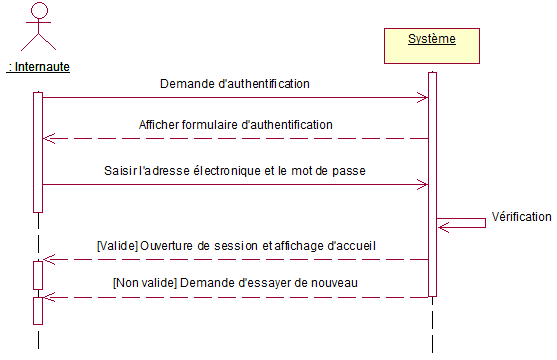 : Internaute
Système
Demande d'authentification
Afficher formulaire d'authentification
Saisir l'adresse électronique et le mot de passe
Vérification
[Valide] Ouverture de session et affichage d'accueil
[Non valide] Demande d'essayer de nouveau